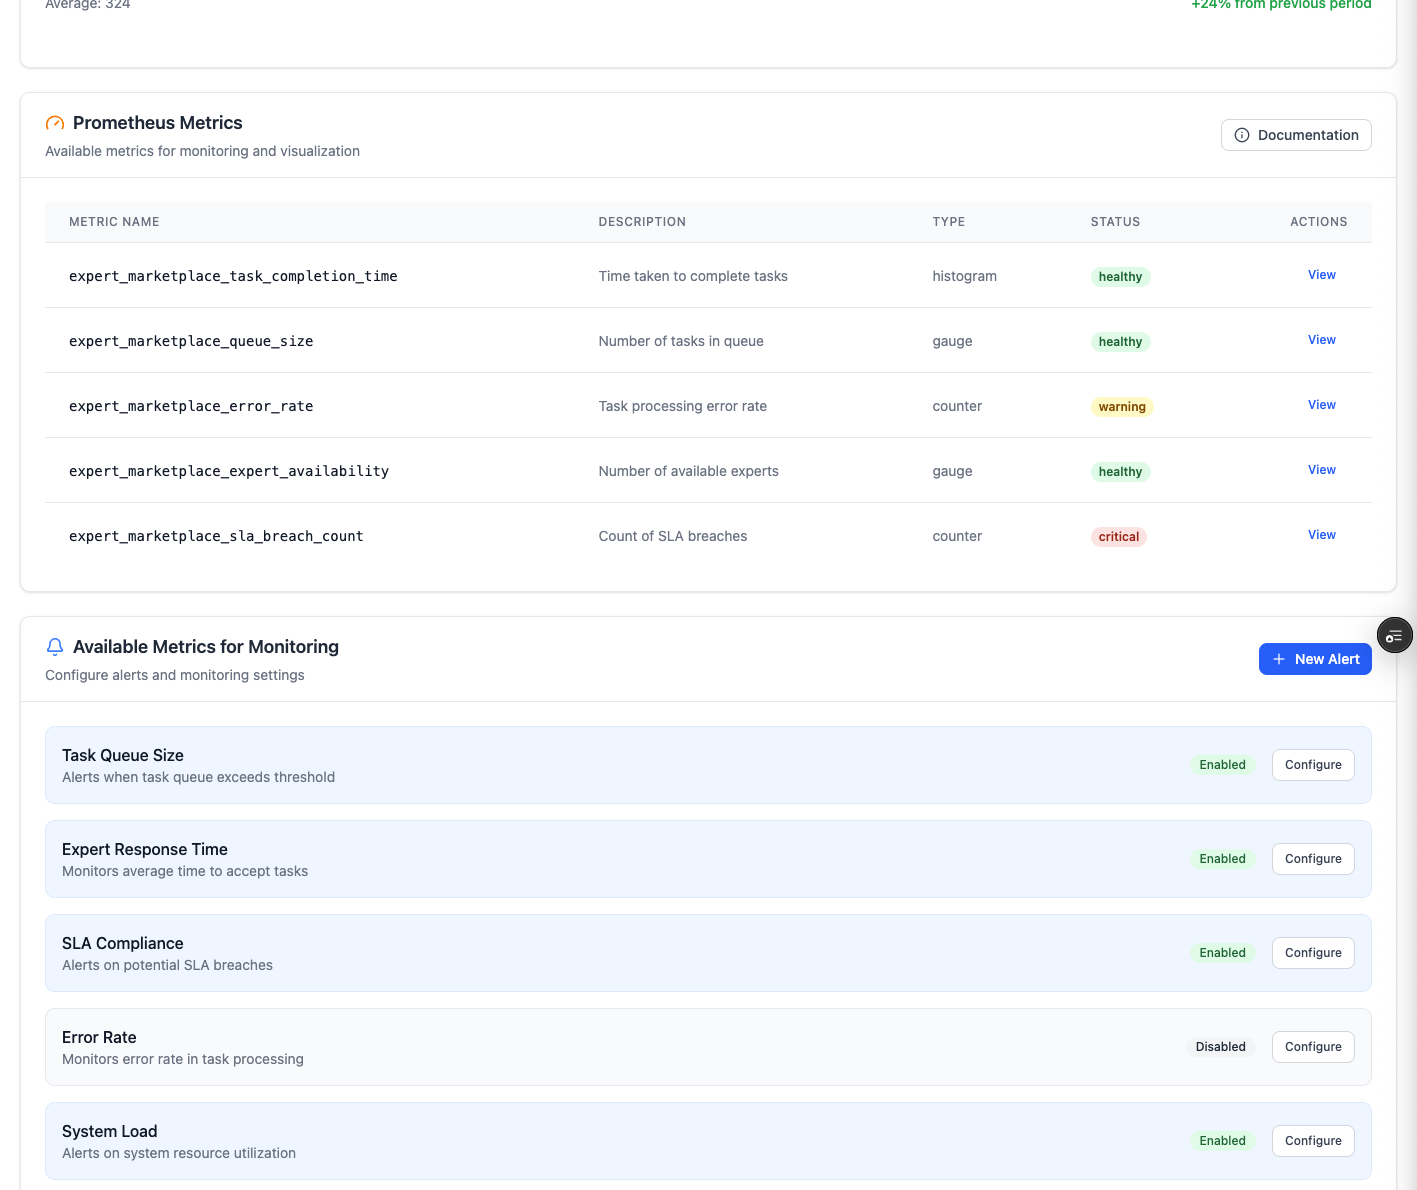 Average: 324
+24% from previous period
Prometheus Metrics
Available metrics for monitoring and visualization
Documentation
METRIC NAME DESCRIPTION TYPE STATUS ACTIONS
expert_marketplace_task_completion_time Time taken to complete tasks histogram healthy View
expert_marketplace_queue_size Number of tasks in queue gauge healthy View
expert_marketplace_error_rate Task processing error rate counter warning View
expert_marketplace_expert_availability Number of available experts gauge healthy View
expert_marketplace_sla_breach_count Count of SLA breaches counter critical View
Available Metrics for Monitoring
Configure alerts and monitoring settings
New Alert
Task Queue Size
Alerts when task queue exceeds threshold
Enabled Configure
Expert Response Time
Monitors average time to accept tasks
Enabled Configure
SLA Compliance
Alerts on potential SLA breaches
Enabled Configure
Error Rate
Monitors error rate in task processing
Disabled Configure
System Load
Alerts on system resource utilization
Enabled Configure